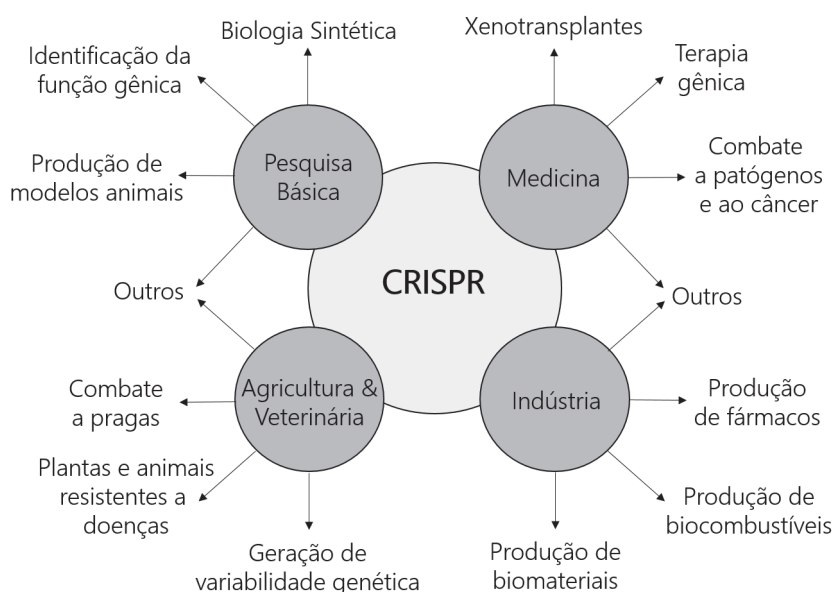 Biologia Sintética
Identificação da
função gênica
Produção de
modelos animais
Pesquisa
Básica
Outros
Xenotransplantes
Terapia
gênica
Combate
a patógenos
e ao câncer
Medicina
Outros
CRISPR
Agricultura &
Veterinária
Combate
a pragas
Plantas e animais
resistentes a
doenças
Geração de
variabilidade genética
Indústria
Produção
de fármacos
Produção de
biocombustíveis
Produção de
biomateriais